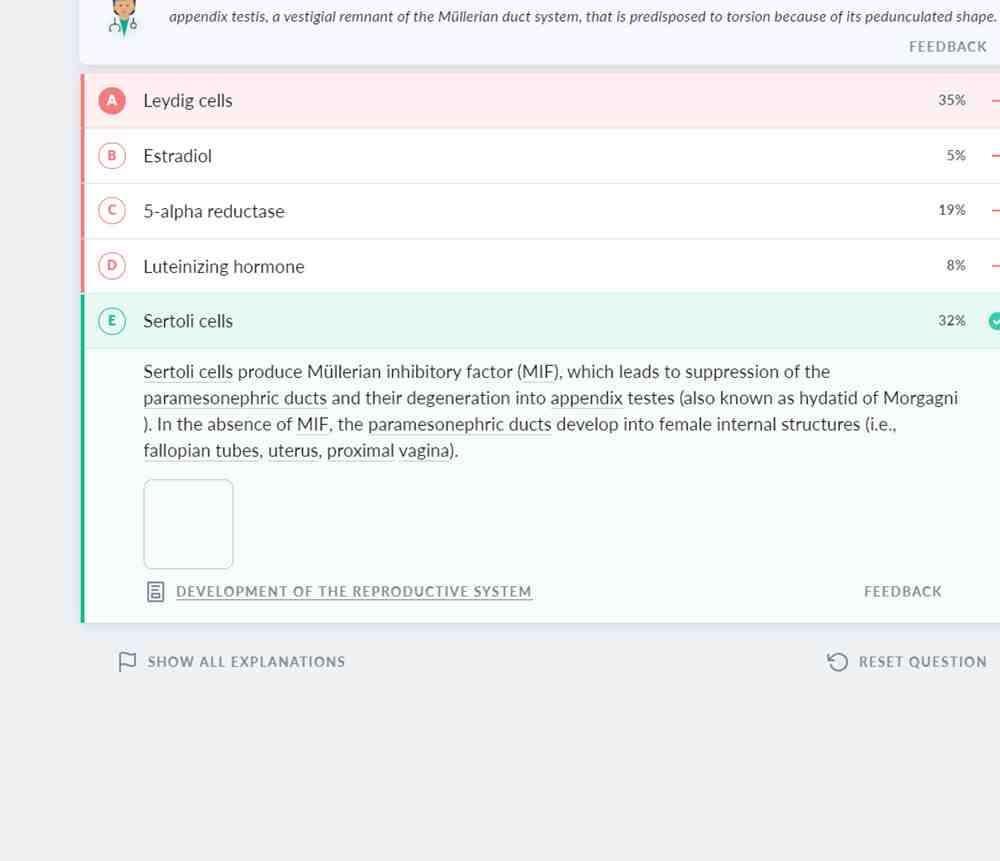 appendix testis, a vestigial remnant of the Müllerian duct system, that is predisposed to torsion because of its pedunculated shape.
FEEDBACK
A Leydig cells 35%
B Estradiol 5%
C 5-alpha reductase 19%
D Luteinizing hormone 8%
E Sertoli cells 32%
Sertoli cells produce Müllerian inhibitory factor (MIF), which leads to suppression of the
paramesonephric ducts and their degeneration into appendix testes (also known as hydatid of Morgagni
). In the absence of MIF, the paramesonephric ducts develop into female internal structures (i.e.,
fallopian tubes, uterus, proximal vagina).
DEVELOPMENT OF THE REPRODUCTIVE SYSTEM FEEDBACK
SHOW ALL EXPLANATIONS RESET QUESTION